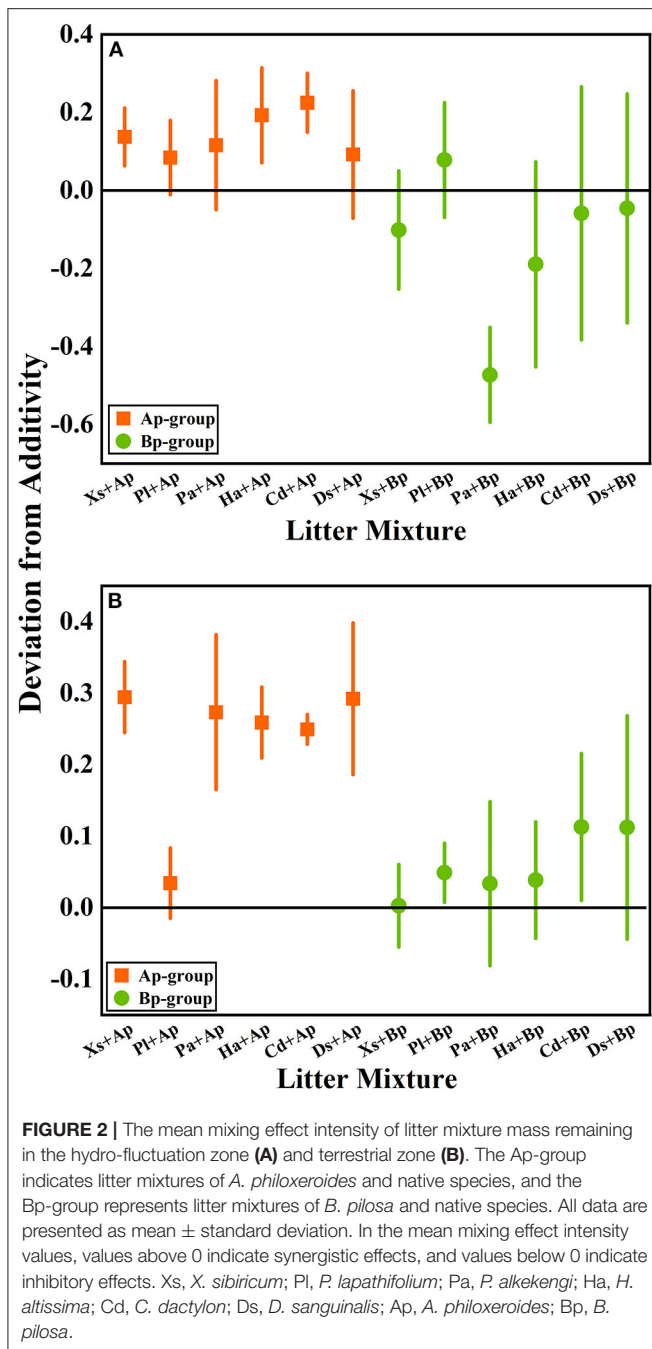 Deviation from Additivity
A
0.4
0.2
0.0
-0.2
-0.4
-0.6
Ap-group
Bp-group
Xs+Ap Pl+Ap Pa+Ap Ha+Ap Cd+Ap Ds+Ap Xs+Bp Pl+Bp Pa+Bp Ha+Bp Cd+Bp Ds+Bp
Litter Mixture
B
0.4
0.3
0.2
0.1
0.0
-0.1
Ap-group
Bp-group
Xs+Ap Pl+Ap Pa+Ap Ha+Ap Cd+Ap Ds+Ap Xs+Bp Pl+Bp Pa+Bp Ha+Bp Cd+Bp Ds+Bp
Litter Mixture
FIGURE 2 | The mean mixing effect intensity of litter mixture mass remaining
in the hydro-fluctuation zone (A) and terrestrial zone (B). The Ap-group
indicates litter mixtures of A. philoxeroides and native species, and the
Bp-group represents litter mixtures of B. pilosa and native species. All data are
presented as mean ± standard deviation. In the mean mixing effect intensity
values, values above 0 indicate synergistic effects, and values below 0 indicate
inhibitory effects. Xs, X. sibiricum; Pl, P. lapathifolium; Pa, P. alkekengi; Ha, H.
altissima; Cd, C. dactylon; Ds, D. sanguinalis; Ap, A. philoxeroides; Bp, B.
pilosa.